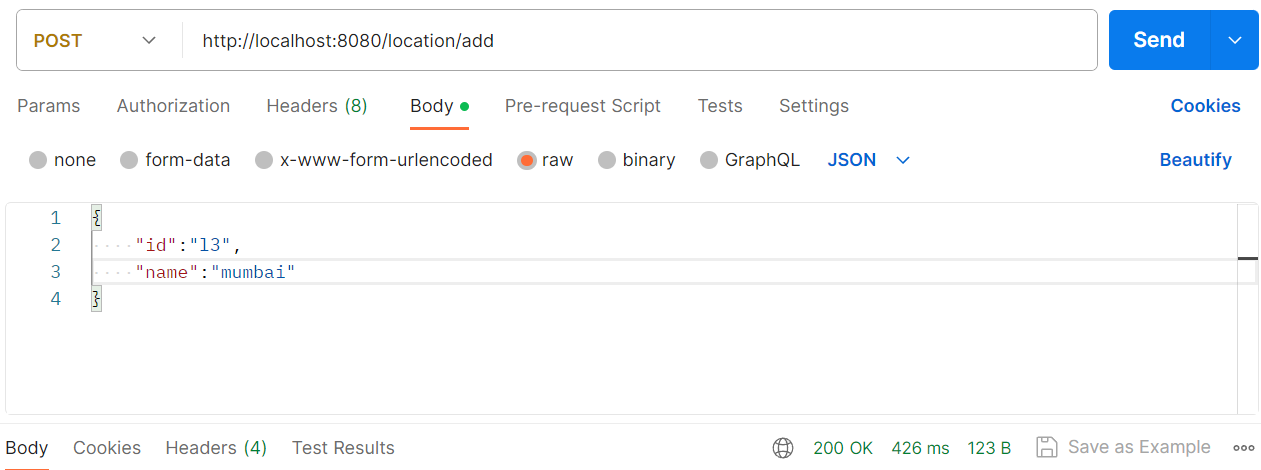 POST http://localhost:8080/location/add Send
Params Authorization Headers (8) Body Pre-request Script Tests Settings Cookies
none form-data x-www-form-urlencoded raw binary GraphQL JSON Beautify
1 {
2 "id":"l3",
3 "name":"mumbai"
4 }
Body Cookies Headers (4) Test Results 200 OK 426 ms 123 B Save as Example